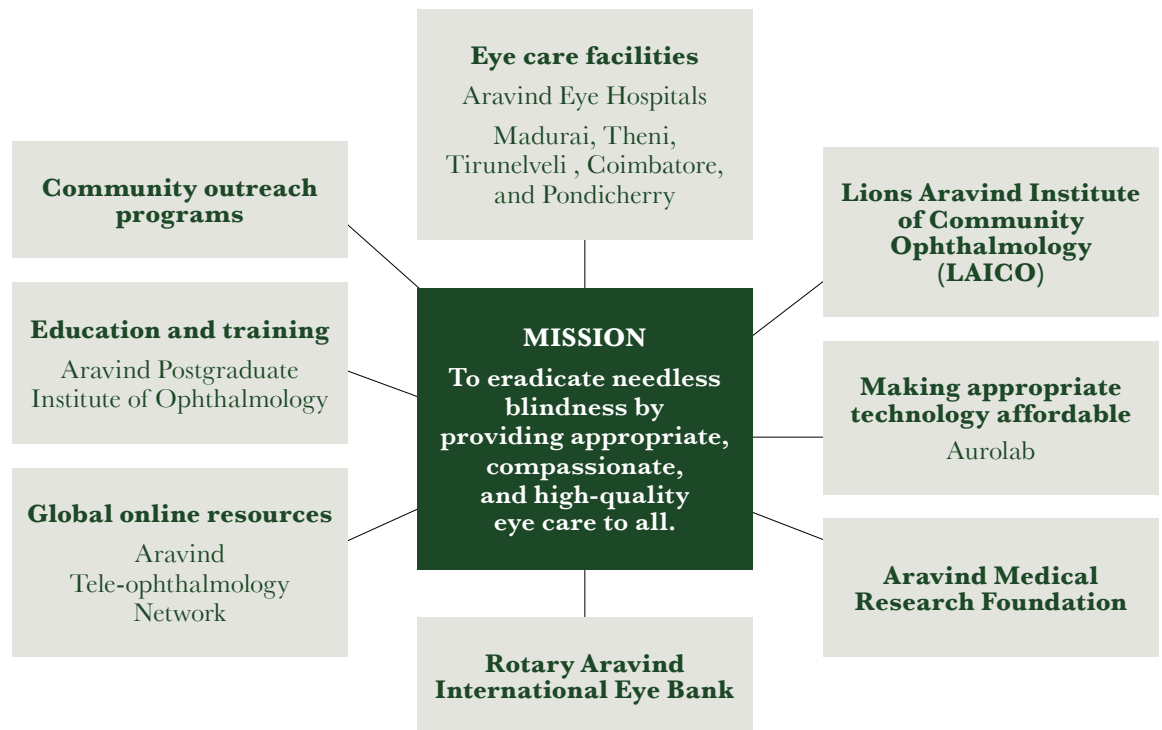 Eye care facilities
Aravind Eye Hospitals
Madurai, Theni,
Tirunelveli , Coimbatore,
and Pondicherry
Community outreach
programs
Lions Aravind Institute
of Community
Ophthalmology
(LAICO)
Education and training
Aravind Postgraduate
Institute of Ophthalmology
MISSION
To eradicate needless
blindness by
providing appropriate,
compassionate,
and high-quality
eye care to all.
Making appropriate
technology affordable
Aurolab
Global online resources
Aravind
Tele-ophthalmology
Network
Aravind Medical
Research Foundation
Rotary Aravind
International Eye Bank